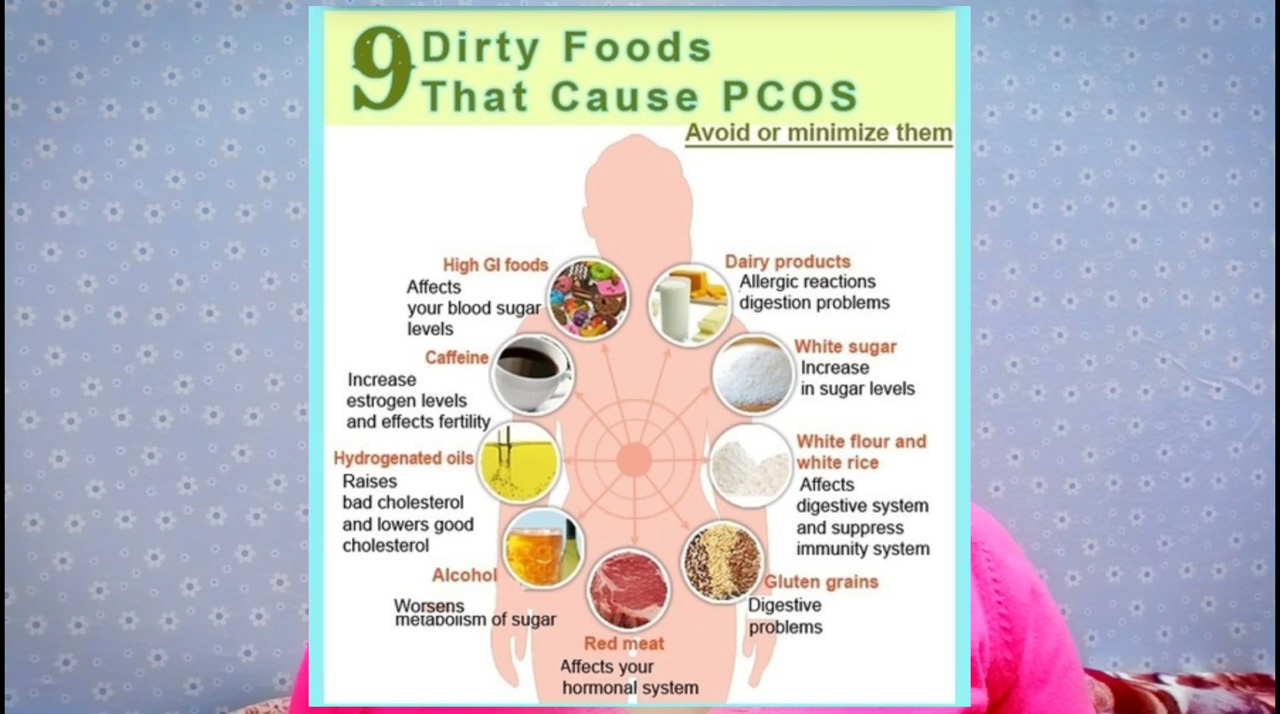 9 Dirty Foods
That Cause PCOS
Avoid or minimize them
High GI foods
Affects
your blood sugar
levels
Dairy products
Allergic reactions
digestion problems
Caffeine
Increase
estrogen levels
and effects fertility
White sugar
Increase
in sugar levels
Hydrogenated oils
Raises
bad cholesterol
and lowers good
cholesterol
White flour and
white rice
Affects
digestive system
and suppress
immunity system
Alcohol
Worsens
metabolism of sugar
Gluten grains
Digestive
problems
Red meat
Affects your
hormonal system